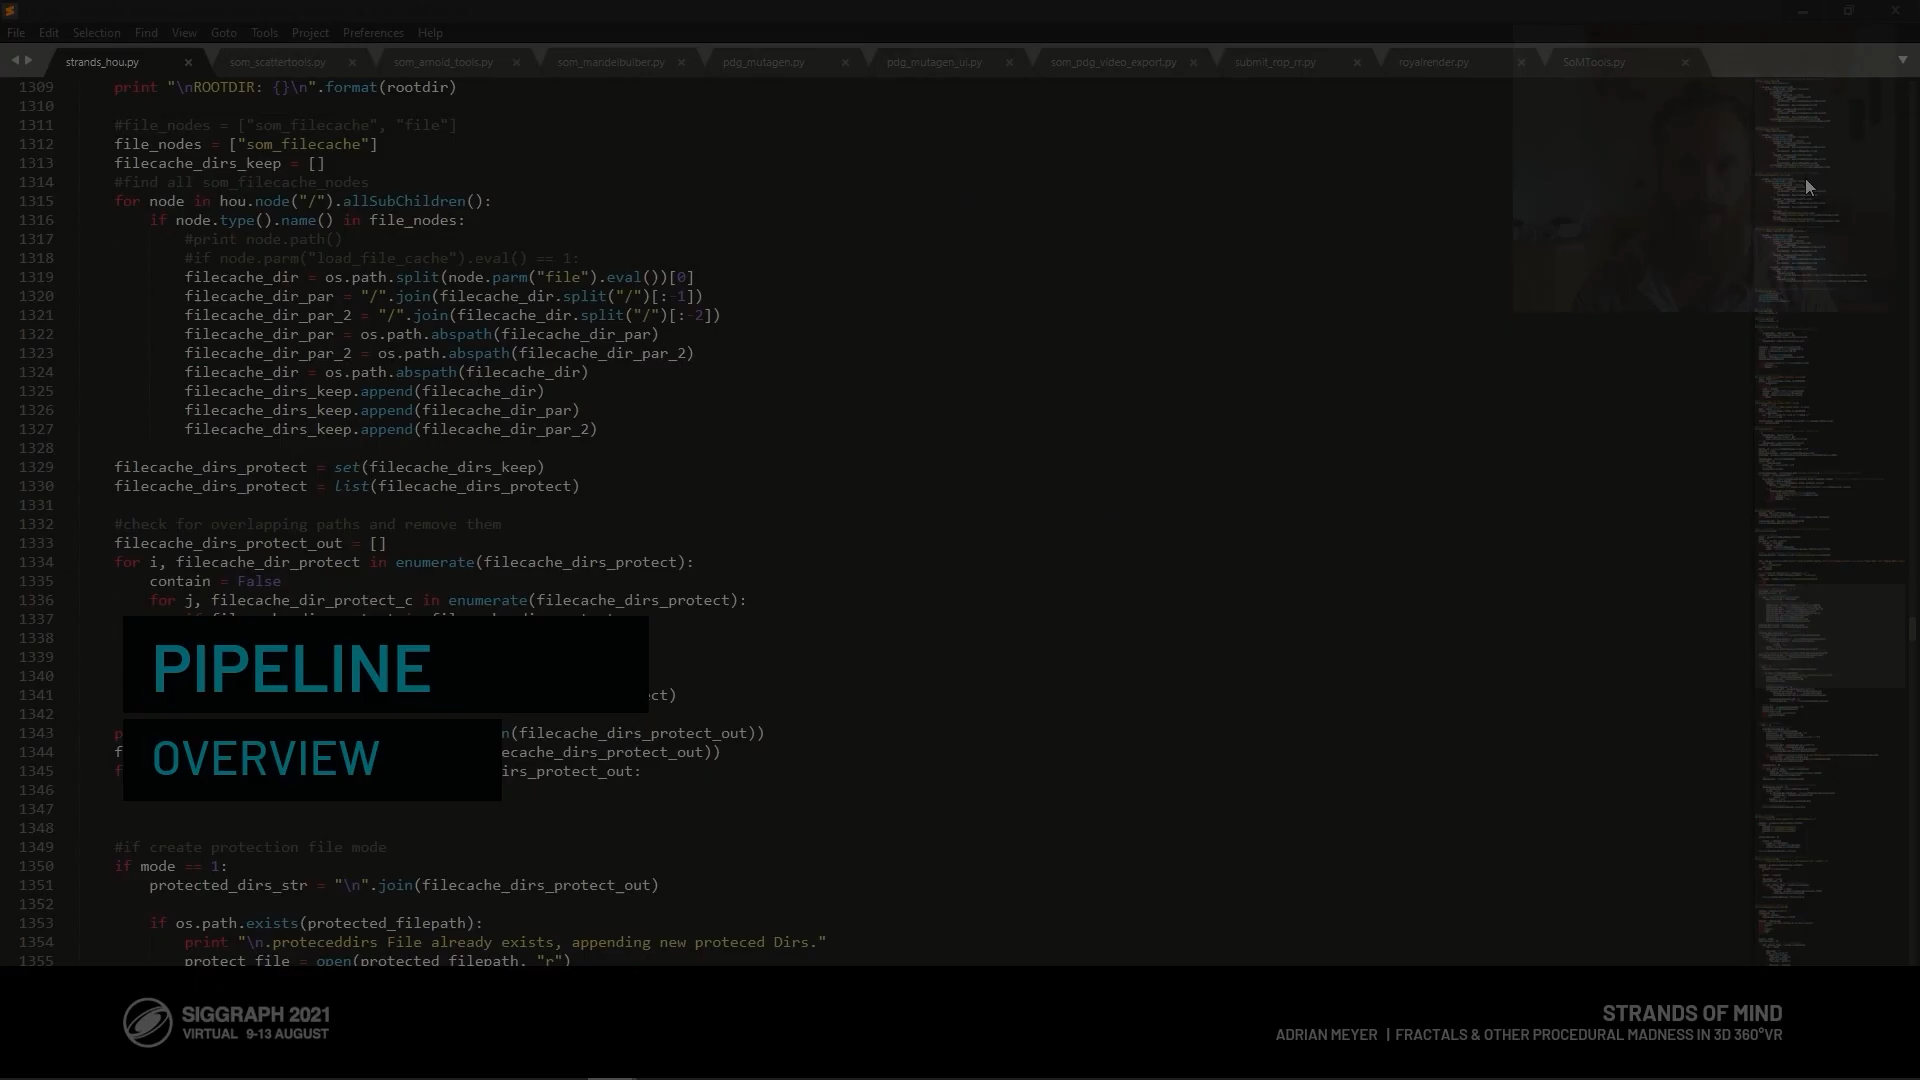 File Edit Selection Find View Goto Tools Project Preferences Help
strands_hou.py som_scattertools.py som_arnold_tools.py som_mandelbulber.py pdg_mutagen.py pdg_mutagen_ui.py som_pdg_video_export.py submit_rop_rr.py royalrender.py SoMTools.py
1309 print "\nROOTDIR: {}\n".format(rootdir)
1310
1311 #file_nodes = ["som_filecache", "file"]
1312 file_nodes = ["som_filecache"]
1313 filecache_dirs_keep = []
1314 #find all som_filecache_nodes
1315 for node in hou.node("/").allSubChildren():
1316 if node.type().name() in file_nodes:
1317 #print node.path()
1318 #if node.parm("load_file_cache").eval() == 1:
1319 filecache_dir = os.path.split(node.parm("file").eval())[0]
1320 filecache_dir_par = "/".join(filecache_dir.split("/")[:-1])
1321 filecache_dir_par_2 = "/".join(filecache_dir.split("/")[:-2])
1322 filecache_dir_par = os.path.abspath(filecache_dir_par)
1323 filecache_dir_par_2 = os.path.abspath(filecache_dir_par_2)
1324 filecache_dir = os.path.abspath(filecache_dir)
1325 filecache_dirs_keep.append(filecache_dir)
1326 filecache_dirs_keep.append(filecache_dir_par)
1327 filecache_dirs_keep.append(filecache_dir_par_2)
1328
1329 filecache_dirs_protect = set(filecache_dirs_keep)
1330 filecache_dirs_protect = list(filecache_dirs_protect)
1331
1332 #check for overlapping paths and remove them
1333 filecache_dirs_protect_out = []
1334 for i, filecache_dir_protect in enumerate(filecache_dirs_protect):
1335 contain = False
1336 for j, filecache_dir_protect_c in enumerate(filecache_dirs_protect):
1337
1338
1339
1340
1341 ct)
1342
1343 p n(filecache_dirs_protect_out))
1344 f ecache_dirs_protect_out))
1345 f irs_protect_out:
1346
1347
1348
1349 #if create protection file mode
1350 if mode == 1:
1351 protected_dirs_str = "\n".join(filecache_dirs_protect_out)
1352
1353 if os.path.exists(protected_filepath):
1354 print "\n.proteceddirs File already exists, appending new proteced Dirs."
1355 protect_file = open(protected_filepath, "r")
PIPELINE
OVERVIEW
SIGGRAPH 2021
VIRTUAL 9-13 AUGUST
STRANDS OF MIND
ADRIAN MEYER | FRACTALS & OTHER PROCEDURAL MADNESS IN 3D 360°VR